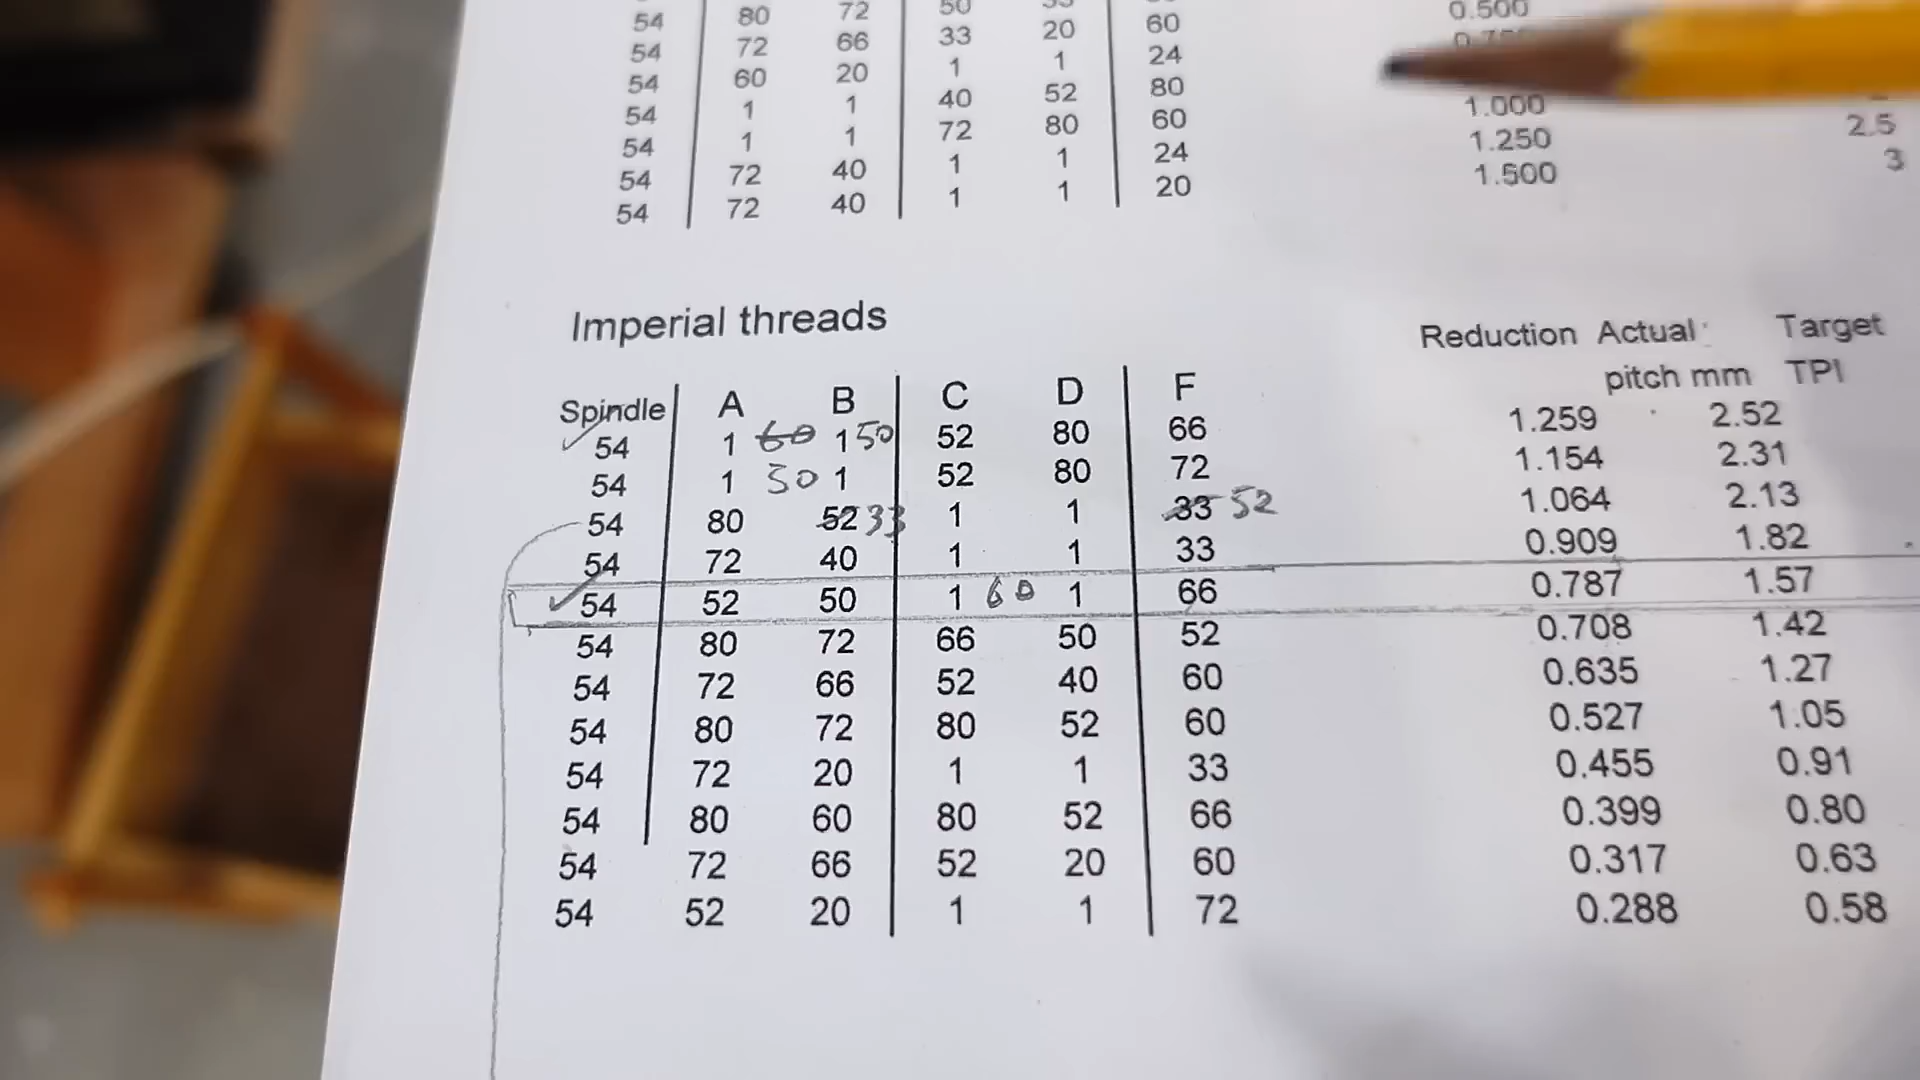 54 80 72 50 0.500
54 72 66 33 20 60
54 60 20 1 1 24
54 1 1 40 52 80 1.000
54 1 1 72 80 60 1.250 2.5
54 72 40 1 1 24 1.500 3
54 72 40 1 1 20
Imperial threads
Reduction Actual Target
pitch mm TPI
Spindle A B C D F
54 1 60 1 50 52 80 66 1.259 2.52
54 1 50 1 52 80 72 1.154 2.31
54 80 52 33 1 1 33 52 1.064 2.13
54 72 40 1 1 33 0.909 1.82
54 52 50 1 60 1 66 0.787 1.57
54 80 72 66 50 52 0.708 1.42
54 72 66 52 40 60 0.635 1.27
54 80 72 80 52 60 0.527 1.05
54 72 20 1 1 33 0.455 0.91
54 80 60 80 52 66 0.399 0.80
54 72 66 52 20 60 0.317 0.63
54 52 20 1 1 72 0.288 0.58